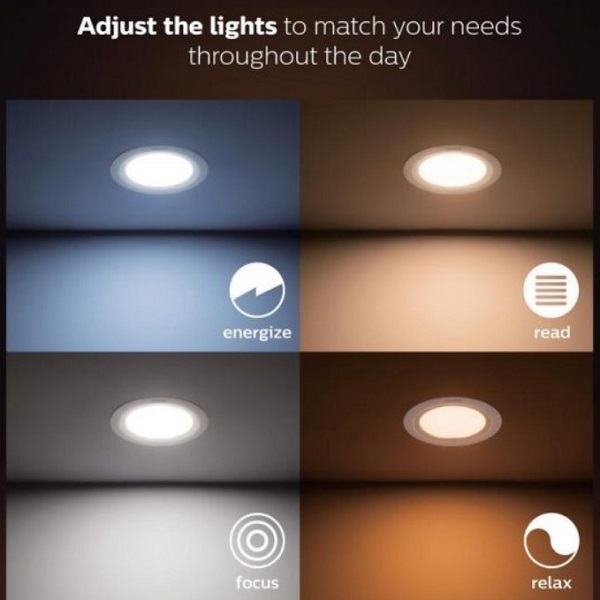 Adjust the lights to match your needs
throughout the day
energize
read
focus
relax